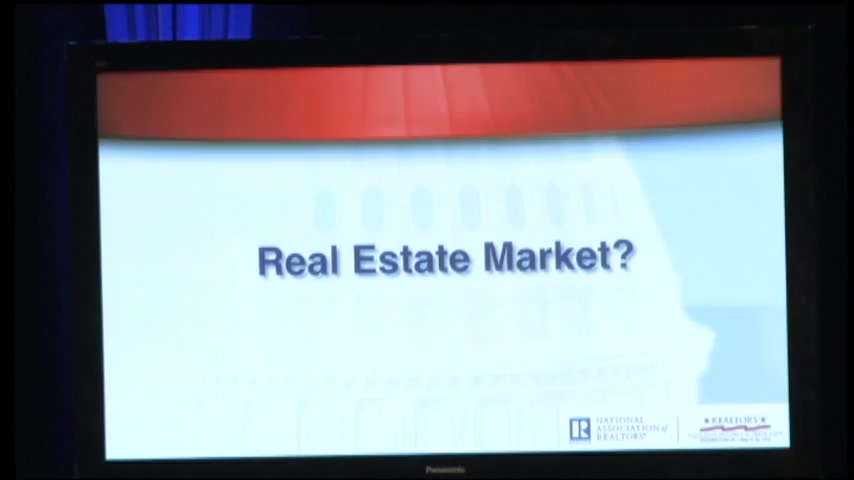 Real Estate Market?
NATIONAL
ASSOCIATION of
REALTORS®
★REALTORS®★
Panasonic